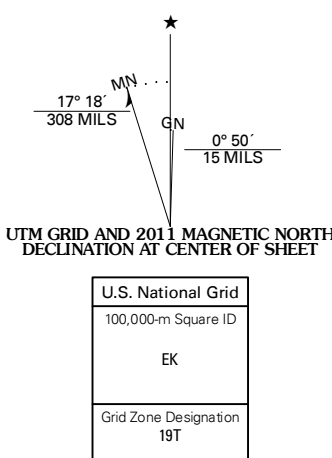 ★
MN
17° 18´
308 MILS
GN
0° 50´
15 MILS
UTM GRID AND 2011 MAGNETIC NORTH
DECLINATION AT CENTER OF SHEET
U.S. National Grid
100,000-m Square ID
EK
Grid Zone Designation
19T